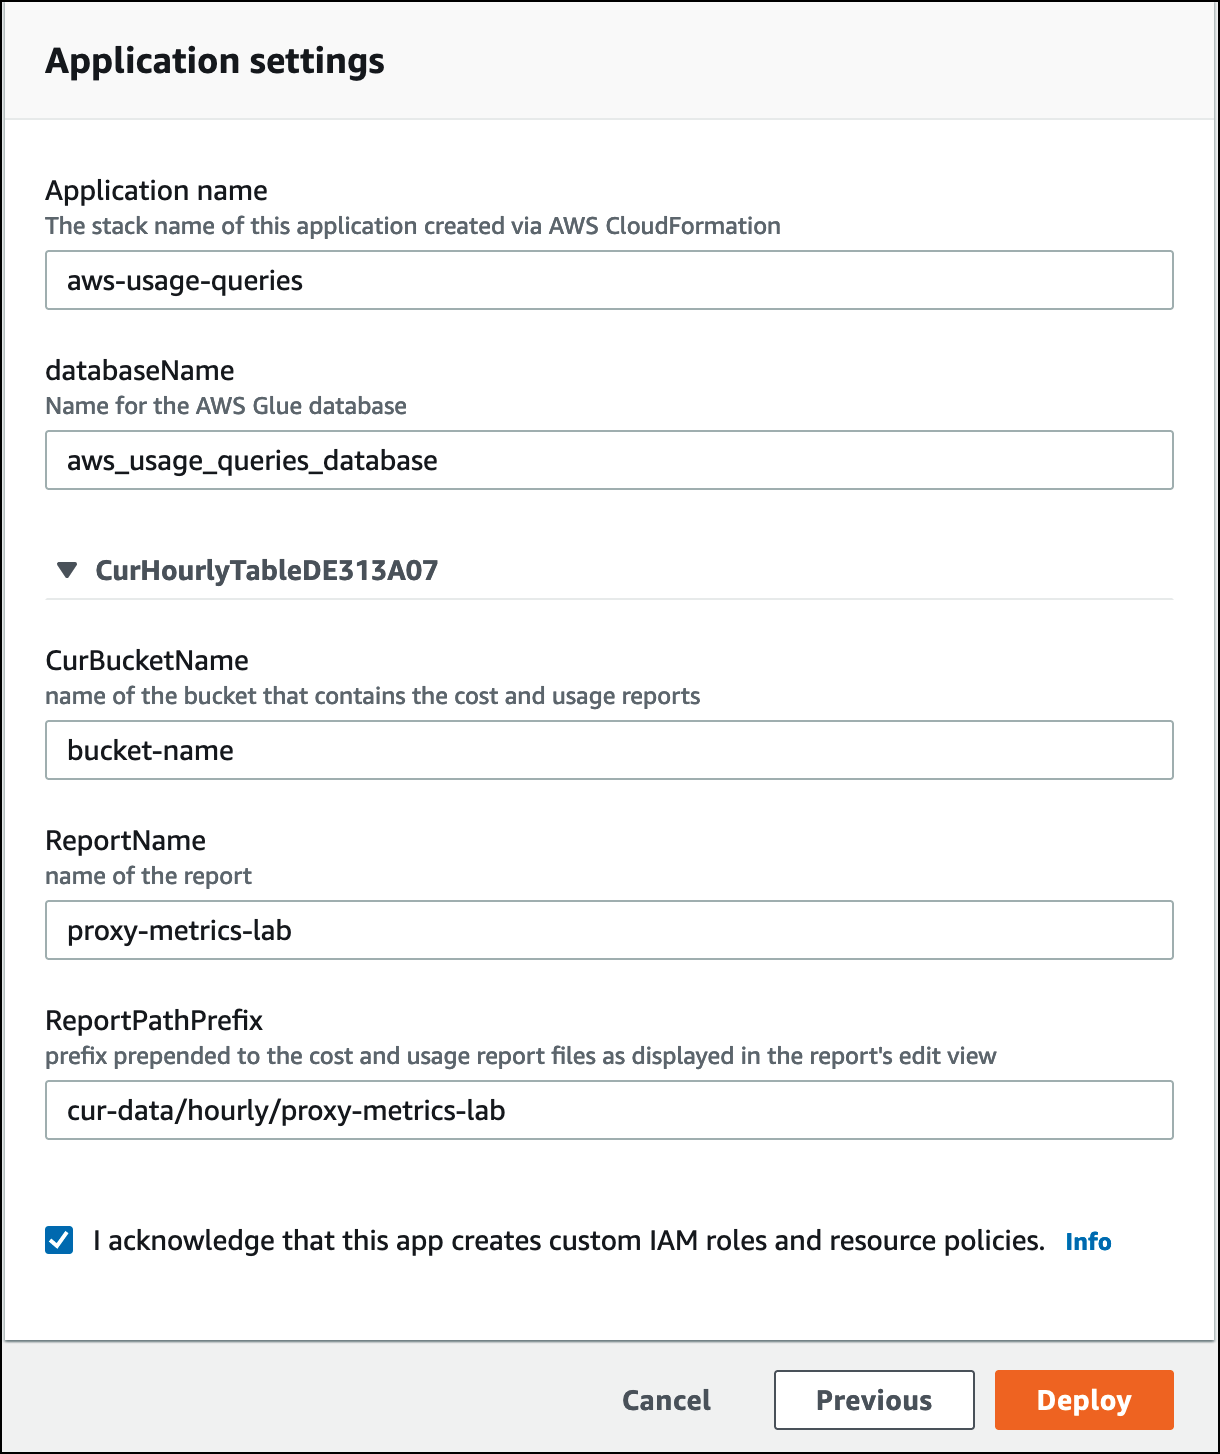 Application settings
Application name
The stack name of this application created via AWS CloudFormation
aws-usage-queries
databaseName
Name for the AWS Glue database
aws_usage_queries_database
CurHourlyTableDE313A07
CurBucketName
name of the bucket that contains the cost and usage reports
bucket-name
ReportName
name of the report
proxy-metrics-lab
ReportPathPrefix
prefix prepended to the cost and usage report files as displayed in the report's edit view
cur-data/hourly/proxy-metrics-lab
I acknowledge that this app creates custom IAM roles and resource policies. Info
Cancel Previous Deploy